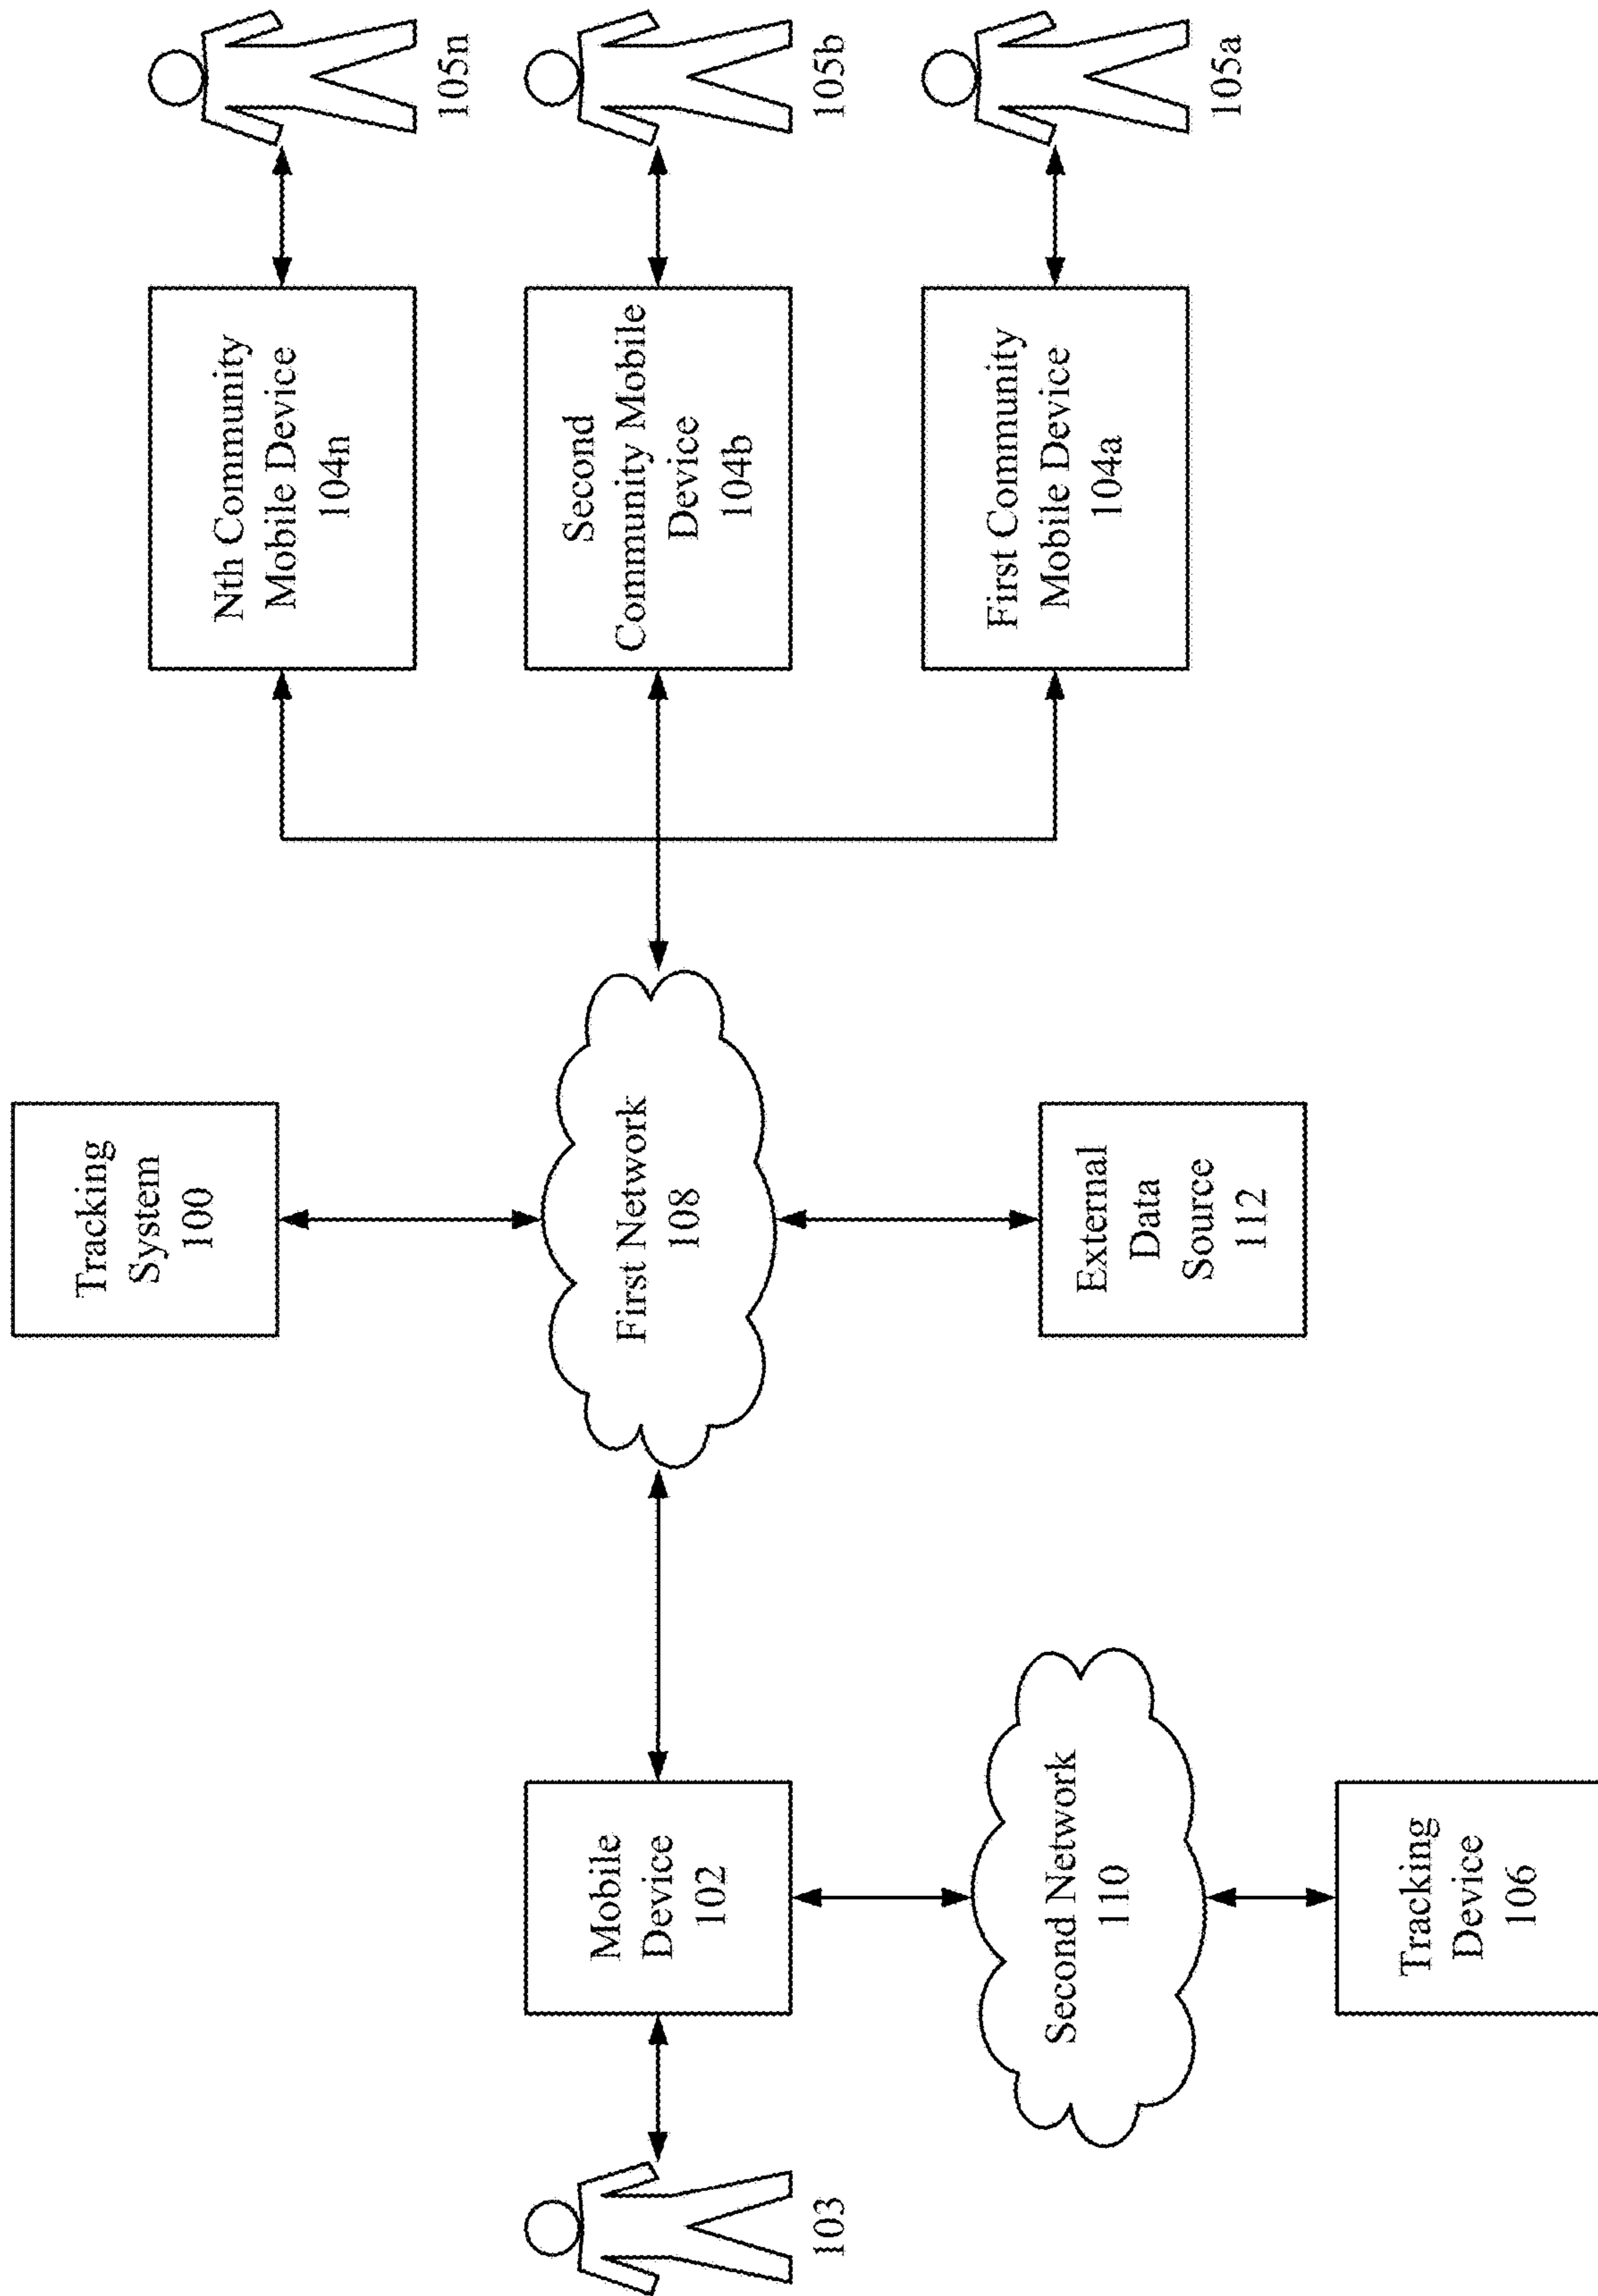 Tracking
System
100
Nth Community
Mobile Device
104n
105n
103
Mobile
Device
102
First Network
108
Second
Community Mobile
Device
104b
105b
Second Network
110
External
Data
Source
112
First Community
Mobile Device
104a
105a
Tracking
Device
106